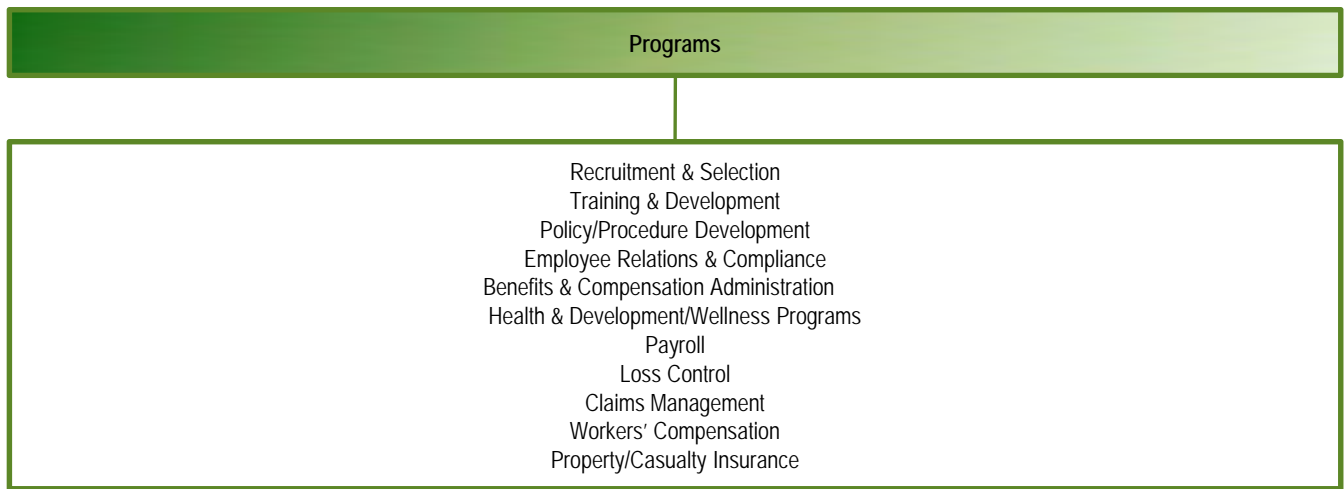 Programs
Recruitment & Selection
Training & Development
Policy/Procedure Development
Employee Relations & Compliance
Benefits & Compensation Administration
Health & Development/Wellness Programs
Payroll
Loss Control
Claims Management
Workers’ Compensation
Property/Casualty Insurance